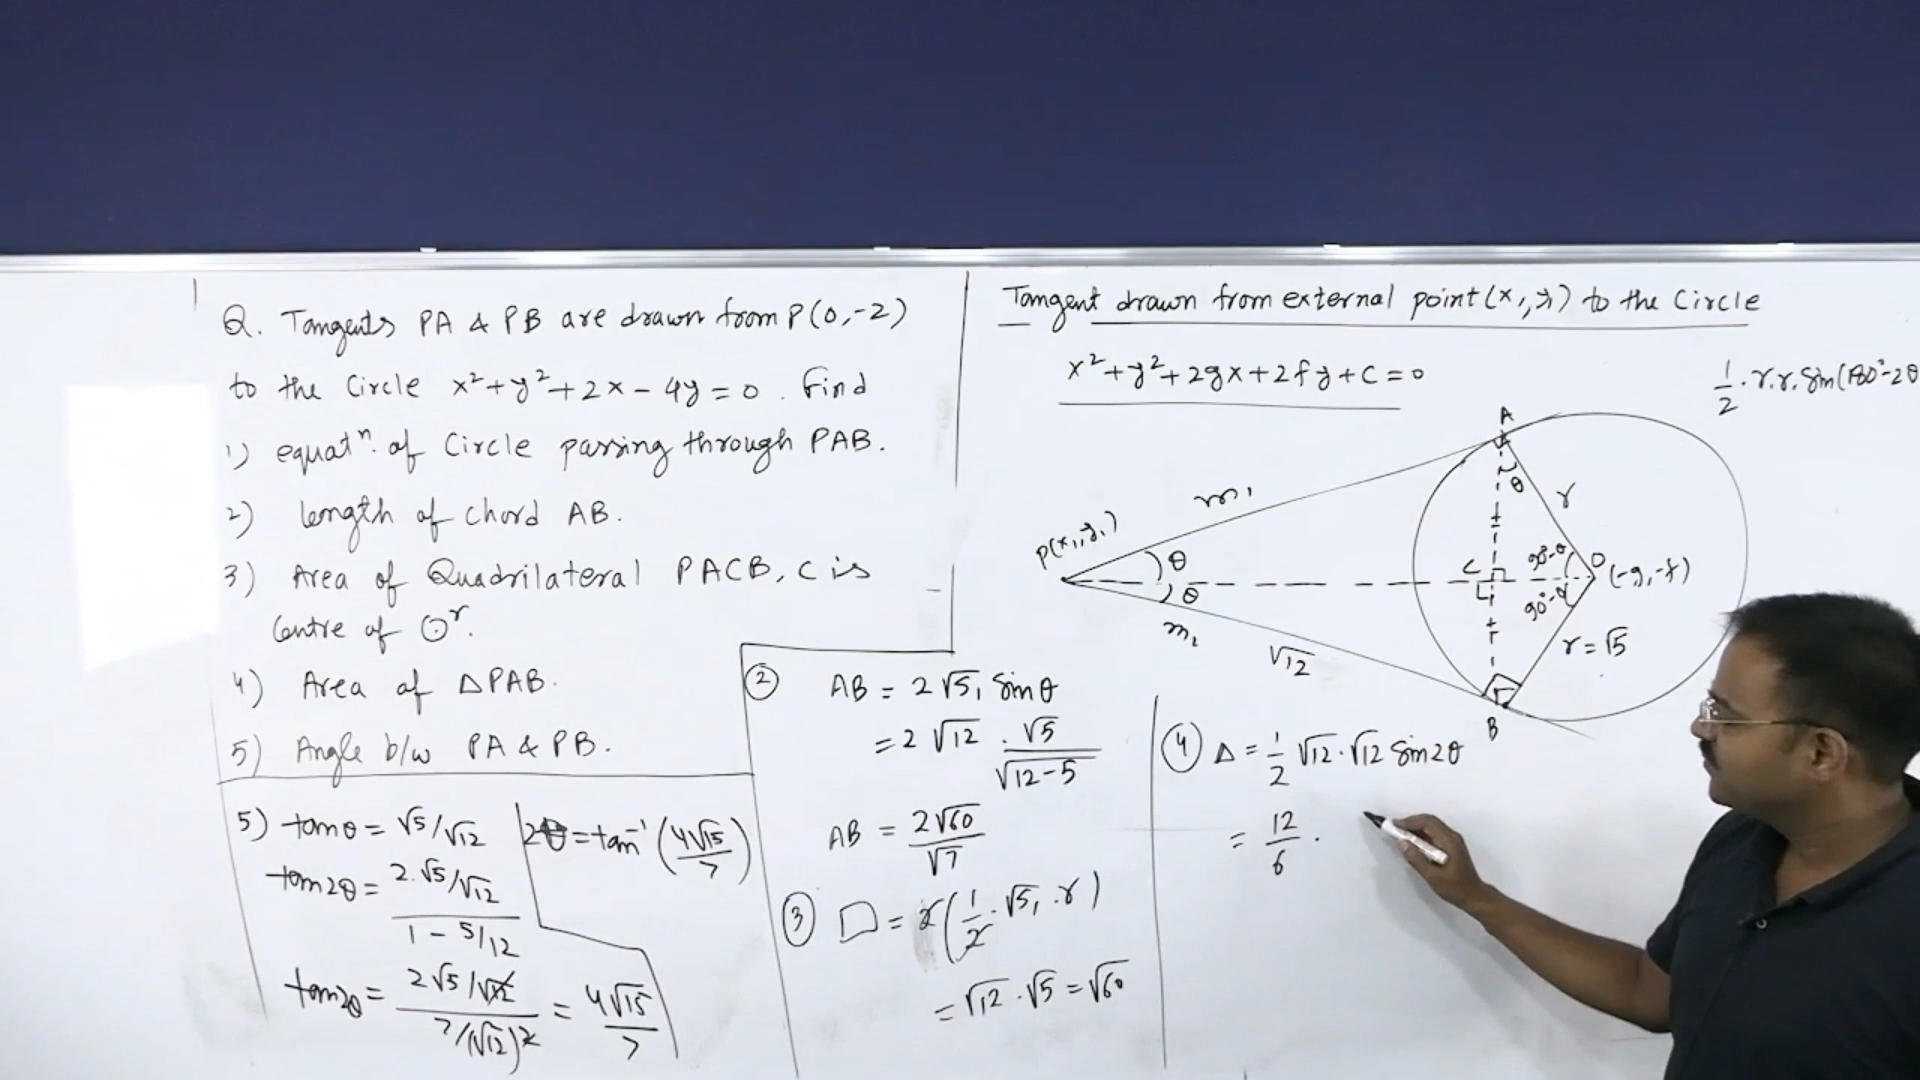 Q. Tangents PA & PB are drawn from P(0,-2)
to the Circle x²+y²+2x-4y=0. Find
1) equatⁿ. of Circle passing through PAB.
2) length of chord AB.
3) Area of Quadrilateral PACB, C is
Centre of ⊙ʳ.
4) Area of ΔPAB.
5) Angle b/w PA & PB.
5) tanθ = √5/√12
tan2θ = 2.√5/√12 / 1 - 5/12
tan2θ = 2√5/√12 / 7/(√12)² = 4√15/7
2θ = tan⁻¹(4√15/7)
② AB = 2√S₁ Sinθ
= 2√12 . √5/√12-5
AB = 2√60/√7
③ □ = 2(1/2 . √S₁ . r)
= √12 . √5 = √60
Tangent drawn from external point (x₁,y₁) to the Circle
x²+y²+2gx+2fy+c=0
1/2 . r.r. Sin(180°-2θ
A
θ
r
m₁
P(x₁,y₁)
θ
θ
C
L
90°-θ
90°-θ
O
(-g,-f)
m₂
√12
r = √5
B
④ Δ = 1/2 √12 . √12 Sin2θ
= 12/6 .